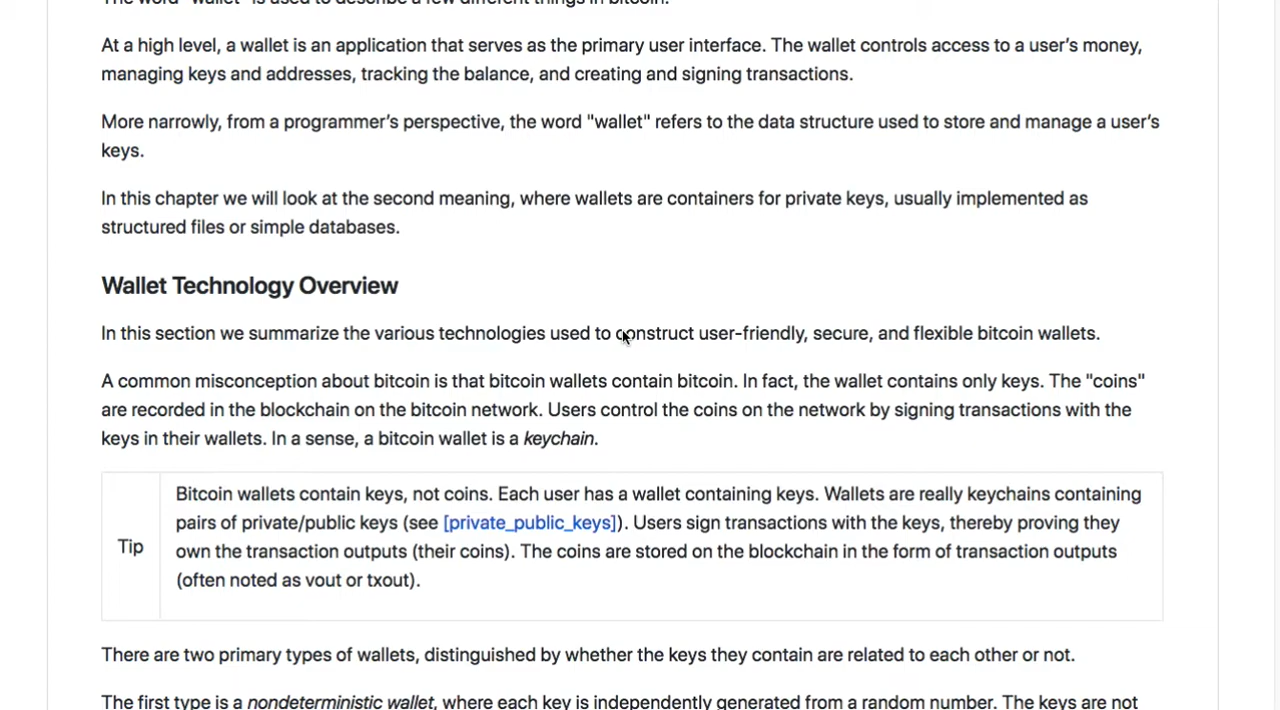 The word "wallet" is used to describe a few different things in bitcoin.
At a high level, a wallet is an application that serves as the primary user interface. The wallet controls access to a user’s money,
managing keys and addresses, tracking the balance, and creating and signing transactions.
More narrowly, from a programmer’s perspective, the word "wallet" refers to the data structure used to store and manage a user’s
keys.
In this chapter we will look at the second meaning, where wallets are containers for private keys, usually implemented as
structured files or simple databases.
Wallet Technology Overview
In this section we summarize the various technologies used to construct user-friendly, secure, and flexible bitcoin wallets.
A common misconception about bitcoin is that bitcoin wallets contain bitcoin. In fact, the wallet contains only keys. The "coins"
are recorded in the blockchain on the bitcoin network. Users control the coins on the network by signing transactions with the
keys in their wallets. In a sense, a bitcoin wallet is a keychain.
Tip
Bitcoin wallets contain keys, not coins. Each user has a wallet containing keys. Wallets are really keychains containing
pairs of private/public keys (see [private_public_keys]). Users sign transactions with the keys, thereby proving they
own the transaction outputs (their coins). The coins are stored on the blockchain in the form of transaction outputs
(often noted as vout or txout).
There are two primary types of wallets, distinguished by whether the keys they contain are related to each other or not.
The first type is a nondeterministic wallet, where each key is independently generated from a random number. The keys are not